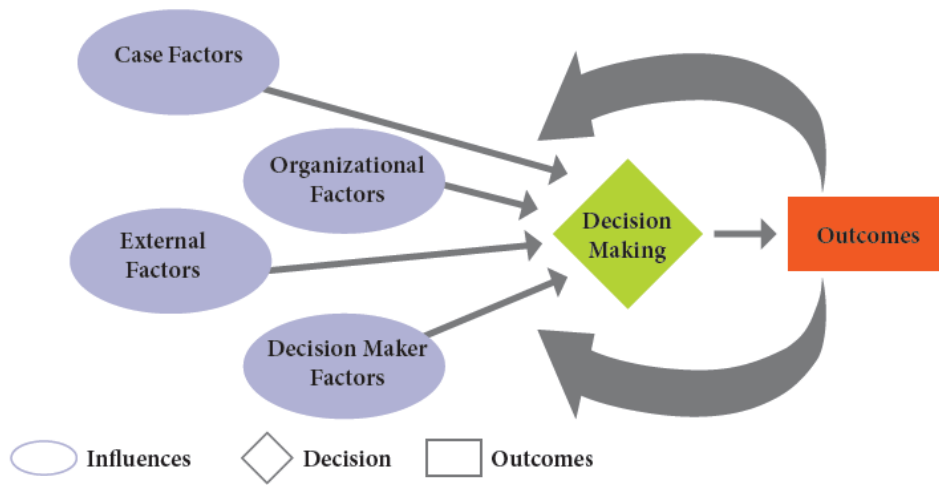 Case Factors
Organizational
Factors
External
Factors
Decision
Making
Outcomes
Decision Maker
Factors
Influences
Decision
Outcomes